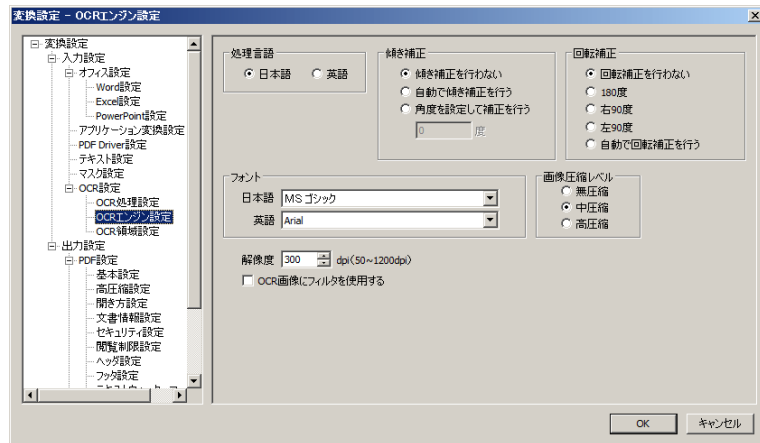 変換設定 - OCRエンジン設定
変換設定
入力設定
オフィス設定
Word設定
Excel設定
PowerPoint設定
アプリケーション変換設定
PDF Driver設定
テキスト設定
マスク設定
OCR設定
OCR処理設定
OCRエンジン設定
OCR領域設定
出力設定
PDF設定
基本設定
高圧縮設定
開き方設定
文書情報設定
セキュリティ設定
閲覧制限設定
ヘッダ設定
フッタ設定
処理言語
日本語 英語
傾き補正
傾き補正を行わない
自動で傾き補正を行う
角度を設定して補正を行う
0 度
回転補正
回転補正を行わない
180度
右90度
左90度
自動で回転補正を行う
フォント
日本語 MS ゴシック
英語 Arial
画像圧縮レベル
無圧縮
中圧縮
高圧縮
解像度 300 dpi(50~1200dpi)
OCR画像にフィルタを使用する
OK キャンセル